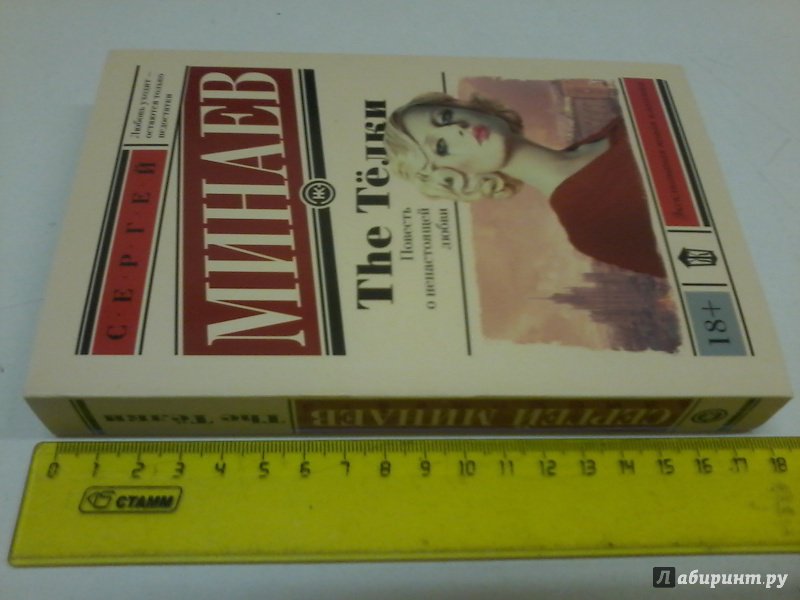 С·Е·Р·Г·Е·Й
Любовь уходит –
остаются только
недостатки
МИНАЕВ
Ж
The Тёлки
Повесть
о ненастоящей
любви
18+
The Тёлки
СЕРГЕЙ МИНАЕВ
0 1 2 3 4 5 6 7 8 9 10 11 12 13 14 15 16 17 18
СТАММ
Лабиринт.ру